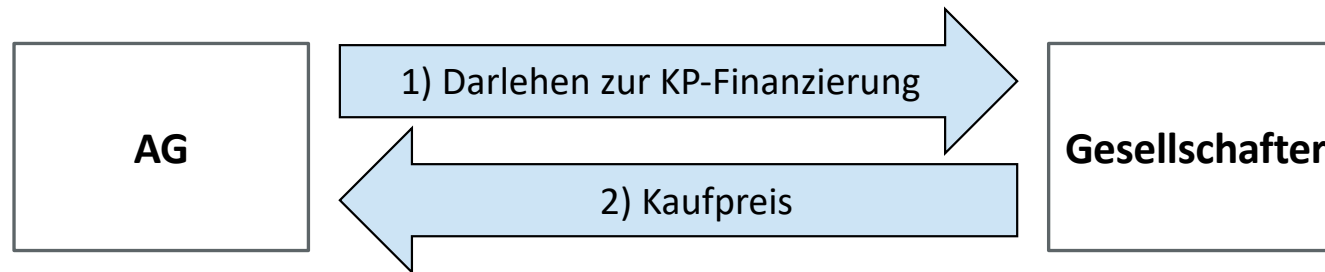 1) Darlehen zur KP-Finanzierung
AG
Gesellschafter
2) Kaufpreis